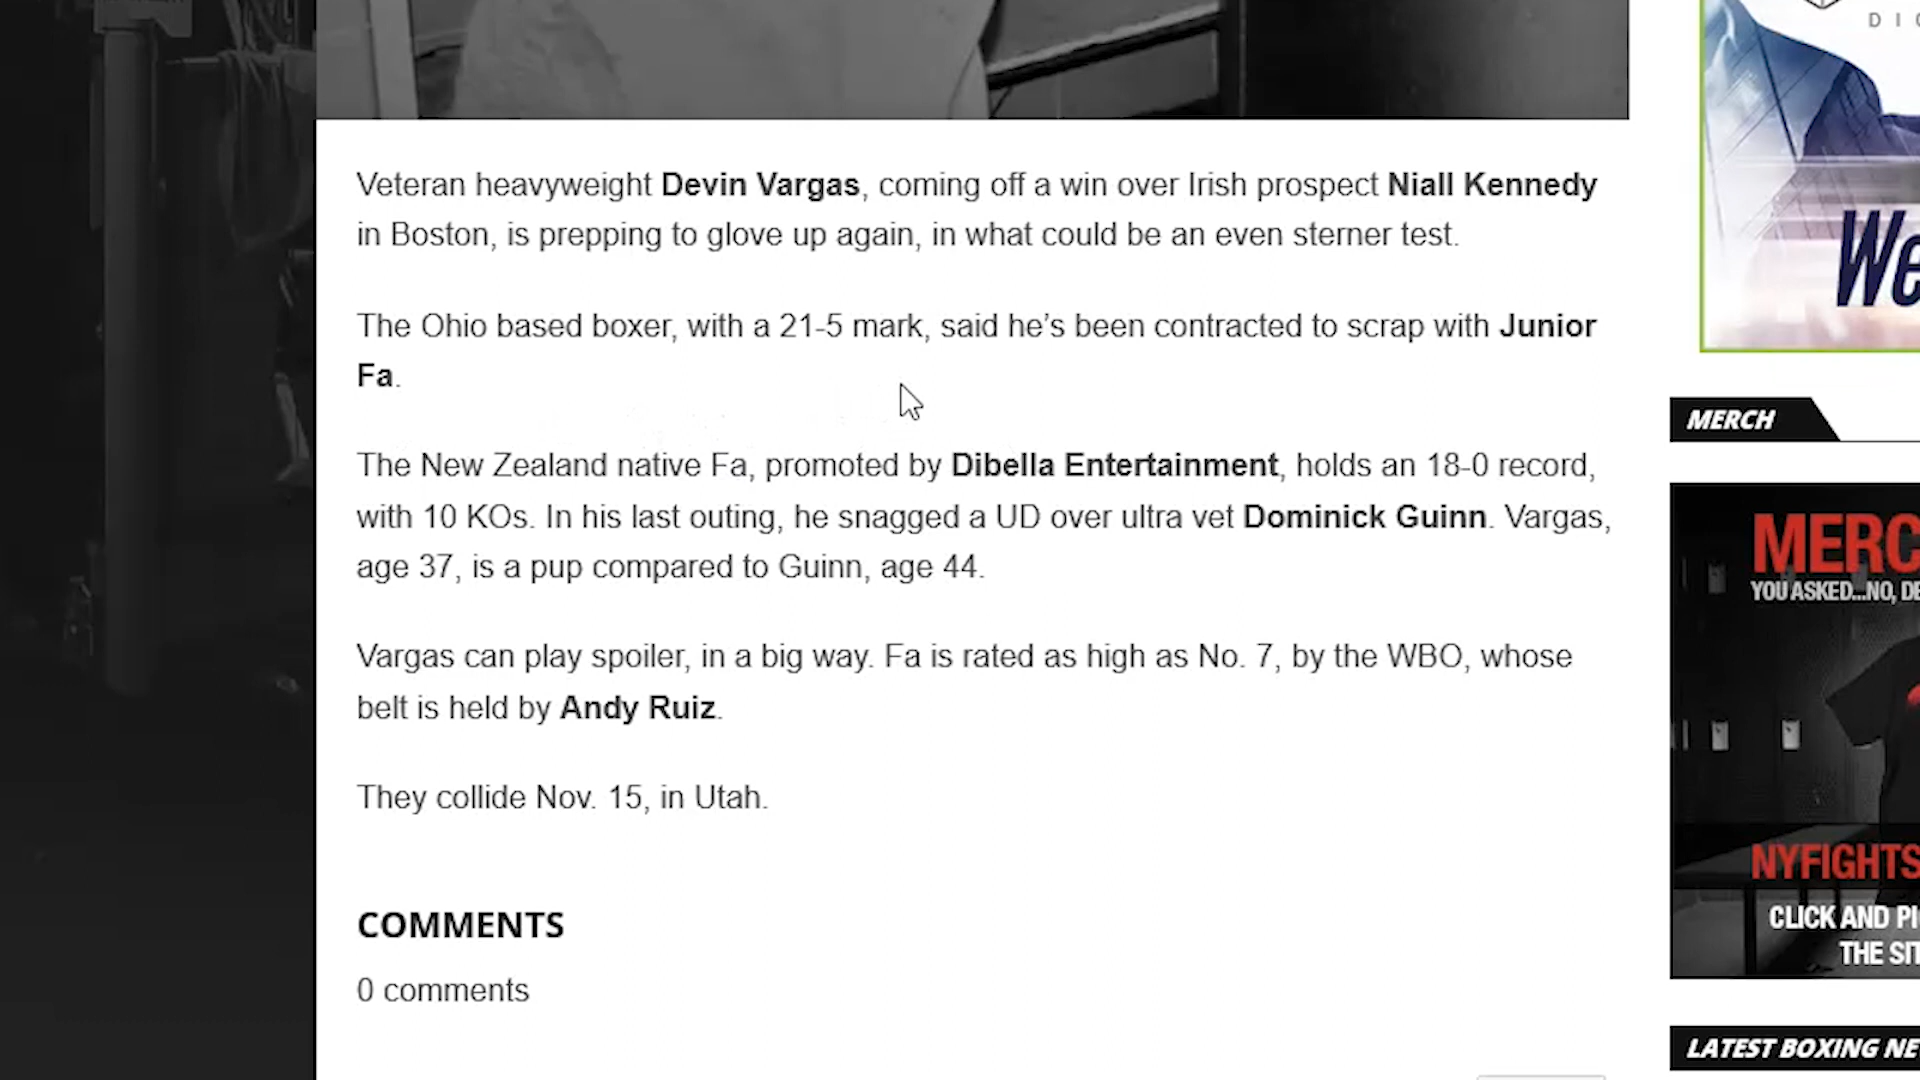 Veteran heavyweight Devin Vargas, coming off a win over Irish prospect Niall Kennedy
in Boston, is prepping to glove up again, in what could be an even sterner test.
The Ohio based boxer, with a 21-5 mark, said he’s been contracted to scrap with Junior
Fa.
The New Zealand native Fa, promoted by Dibella Entertainment, holds an 18-0 record,
with 10 KOs. In his last outing, he snagged a UD over ultra vet Dominick Guinn. Vargas,
age 37, is a pup compared to Guinn, age 44.
Vargas can play spoiler, in a big way. Fa is rated as high as No. 7, by the WBO, whose
belt is held by Andy Ruiz.
They collide Nov. 15, in Utah.
COMMENTS
0 comments
We
MERCH
MERC
YOU ASKED...NO, DE
NYFIGHTS
CLICK AND PI
THE SIT
LATEST BOXING NE